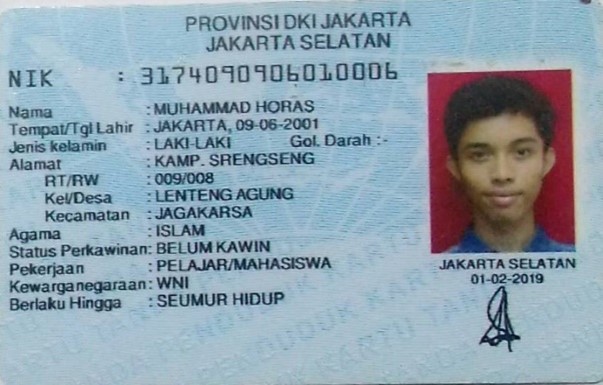 PROVINSI DKI JAKARTA
JAKARTA SELATAN
NIK : 3174090906010006
Nama : MUHAMMAD HORAS
Tempat/Tgl Lahir : JAKARTA, 09-06-2001
Jenis kelamin : LAKI-LAKI Gol. Darah :-
Alamat : KAMP. SRENGSENG
RT/RW : 009/008
Kel/Desa : LENTENG AGUNG
Kecamatan : JAGAKARSA
Agama : ISLAM
Status Perkawinan: BELUM KAWIN
Pekerjaan : PELAJAR/MAHASISWA
Kewarganegaraan: WNI
Berlaku Hingga : SEUMUR HIDUP
JAKARTA SELATAN
01-02-2019